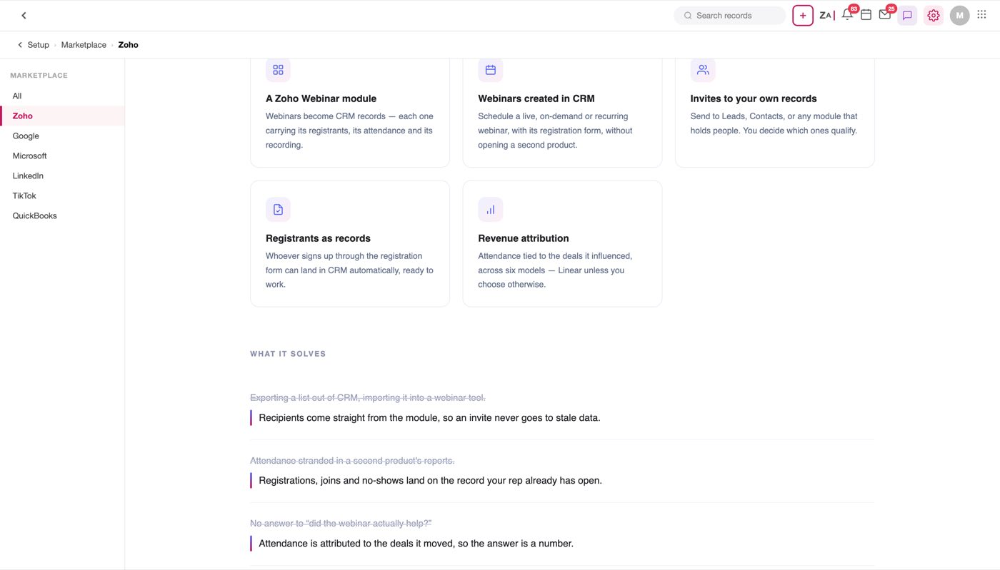 Search records
+
ZA
83
25
M
Setup › Marketplace › Zoho
MARKETPLACE
All
Zoho
Google
Microsoft
LinkedIn
TikTok
QuickBooks
A Zoho Webinar module
Webinars become CRM records — each one
carrying its registrants, its attendance and its
recording.
Webinars created in CRM
Schedule a live, on-demand or recurring
webinar, with its registration form, without
opening a second product.
Invites to your own records
Send to Leads, Contacts, or any module that
holds people. You decide which ones qualify.
Registrants as records
Whoever signs up through the registration
form can land in CRM automatically, ready to
work.
Revenue attribution
Attendance tied to the deals it influenced,
across six models — Linear unless you
choose otherwise.
WHAT IT SOLVES
Exporting a list out of CRM, importing it into a webinar tool.
Recipients come straight from the module, so an invite never goes to stale data.
Attendance stranded in a second product's reports.
Registrations, joins and no-shows land on the record your rep already has open.
No answer to “did the webinar actually help?”
Attendance is attributed to the deals it moved, so the answer is a number.